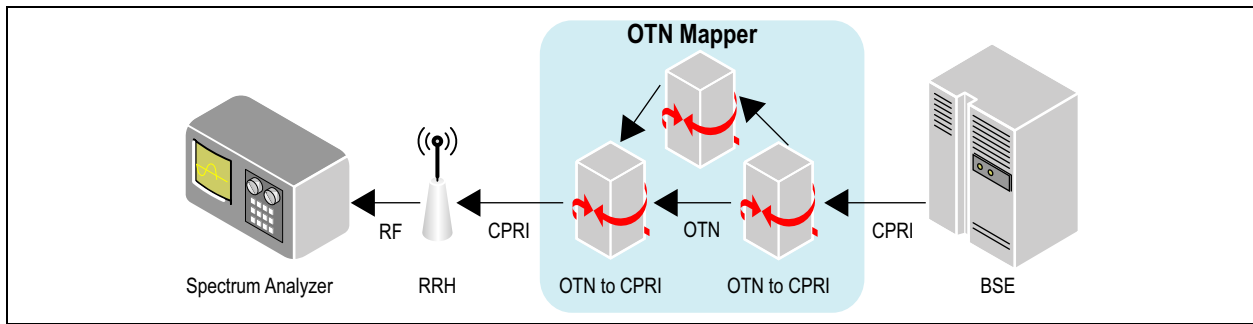 OTN Mapper
RF
CPRI
OTN
CPRI
Spectrum Analyzer
RRH
OTN to CPRI
OTN to CPRI
BSE